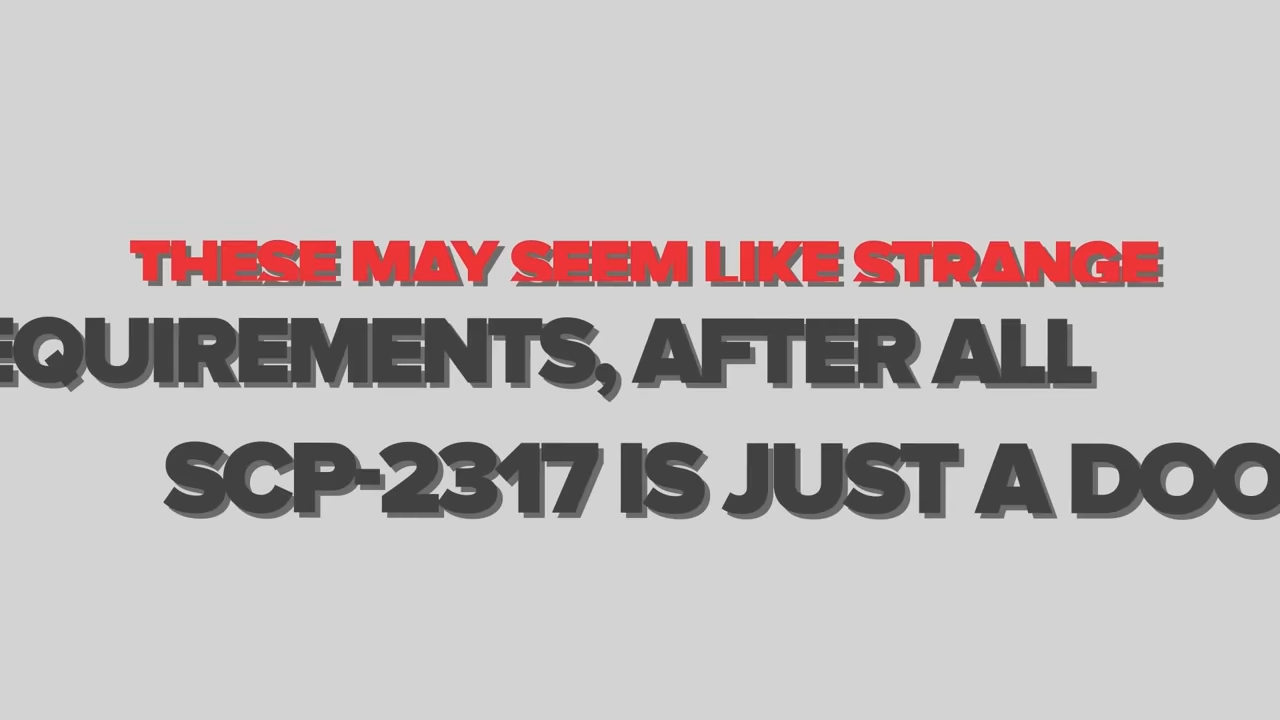 THESE MAY SEEM LIKE STRANGE
EQUIREMENTS, AFTER ALL
SCP-2317 IS JUST A DOO